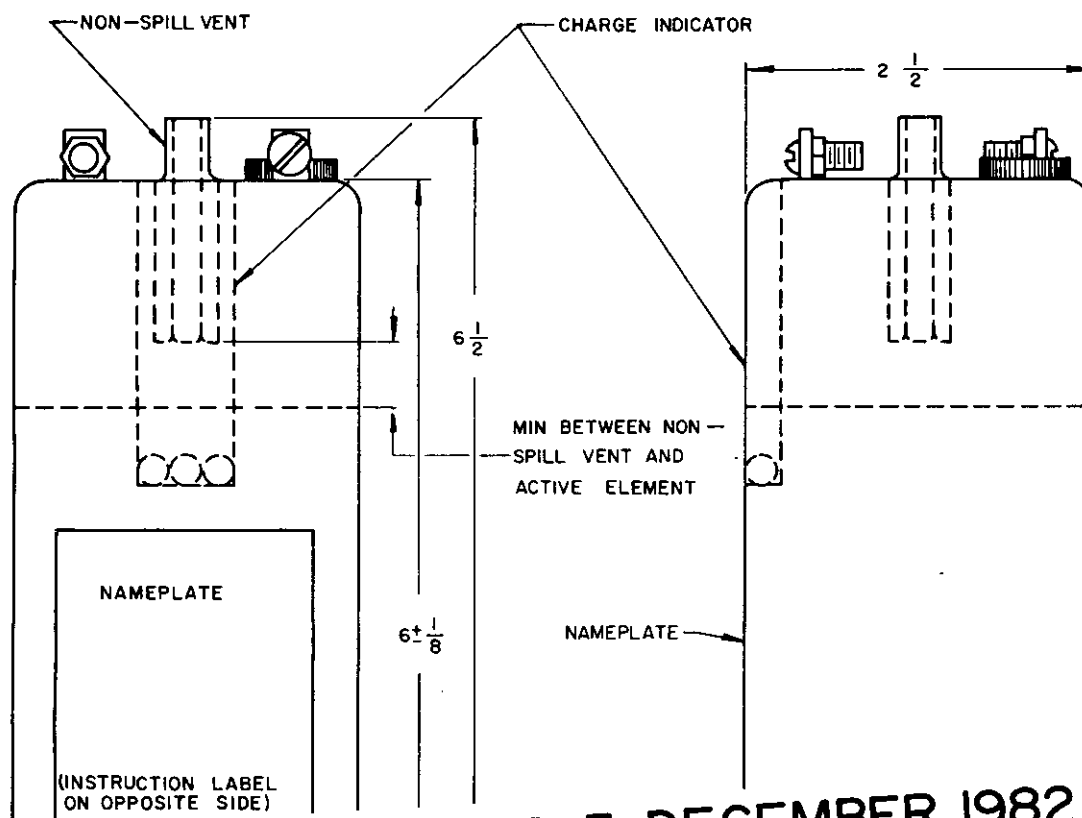 NON-SPILL VENT
CHARGE INDICATOR
2 1/2
6 1/2
MIN BETWEEN NON-
SPILL VENT AND
ACTIVE ELEMENT
NAMEPLATE
6 ± 1/8
NAMEPLATE
(INSTRUCTION LABEL
ON OPPOSITE SIDE)
DECEMBER 1982